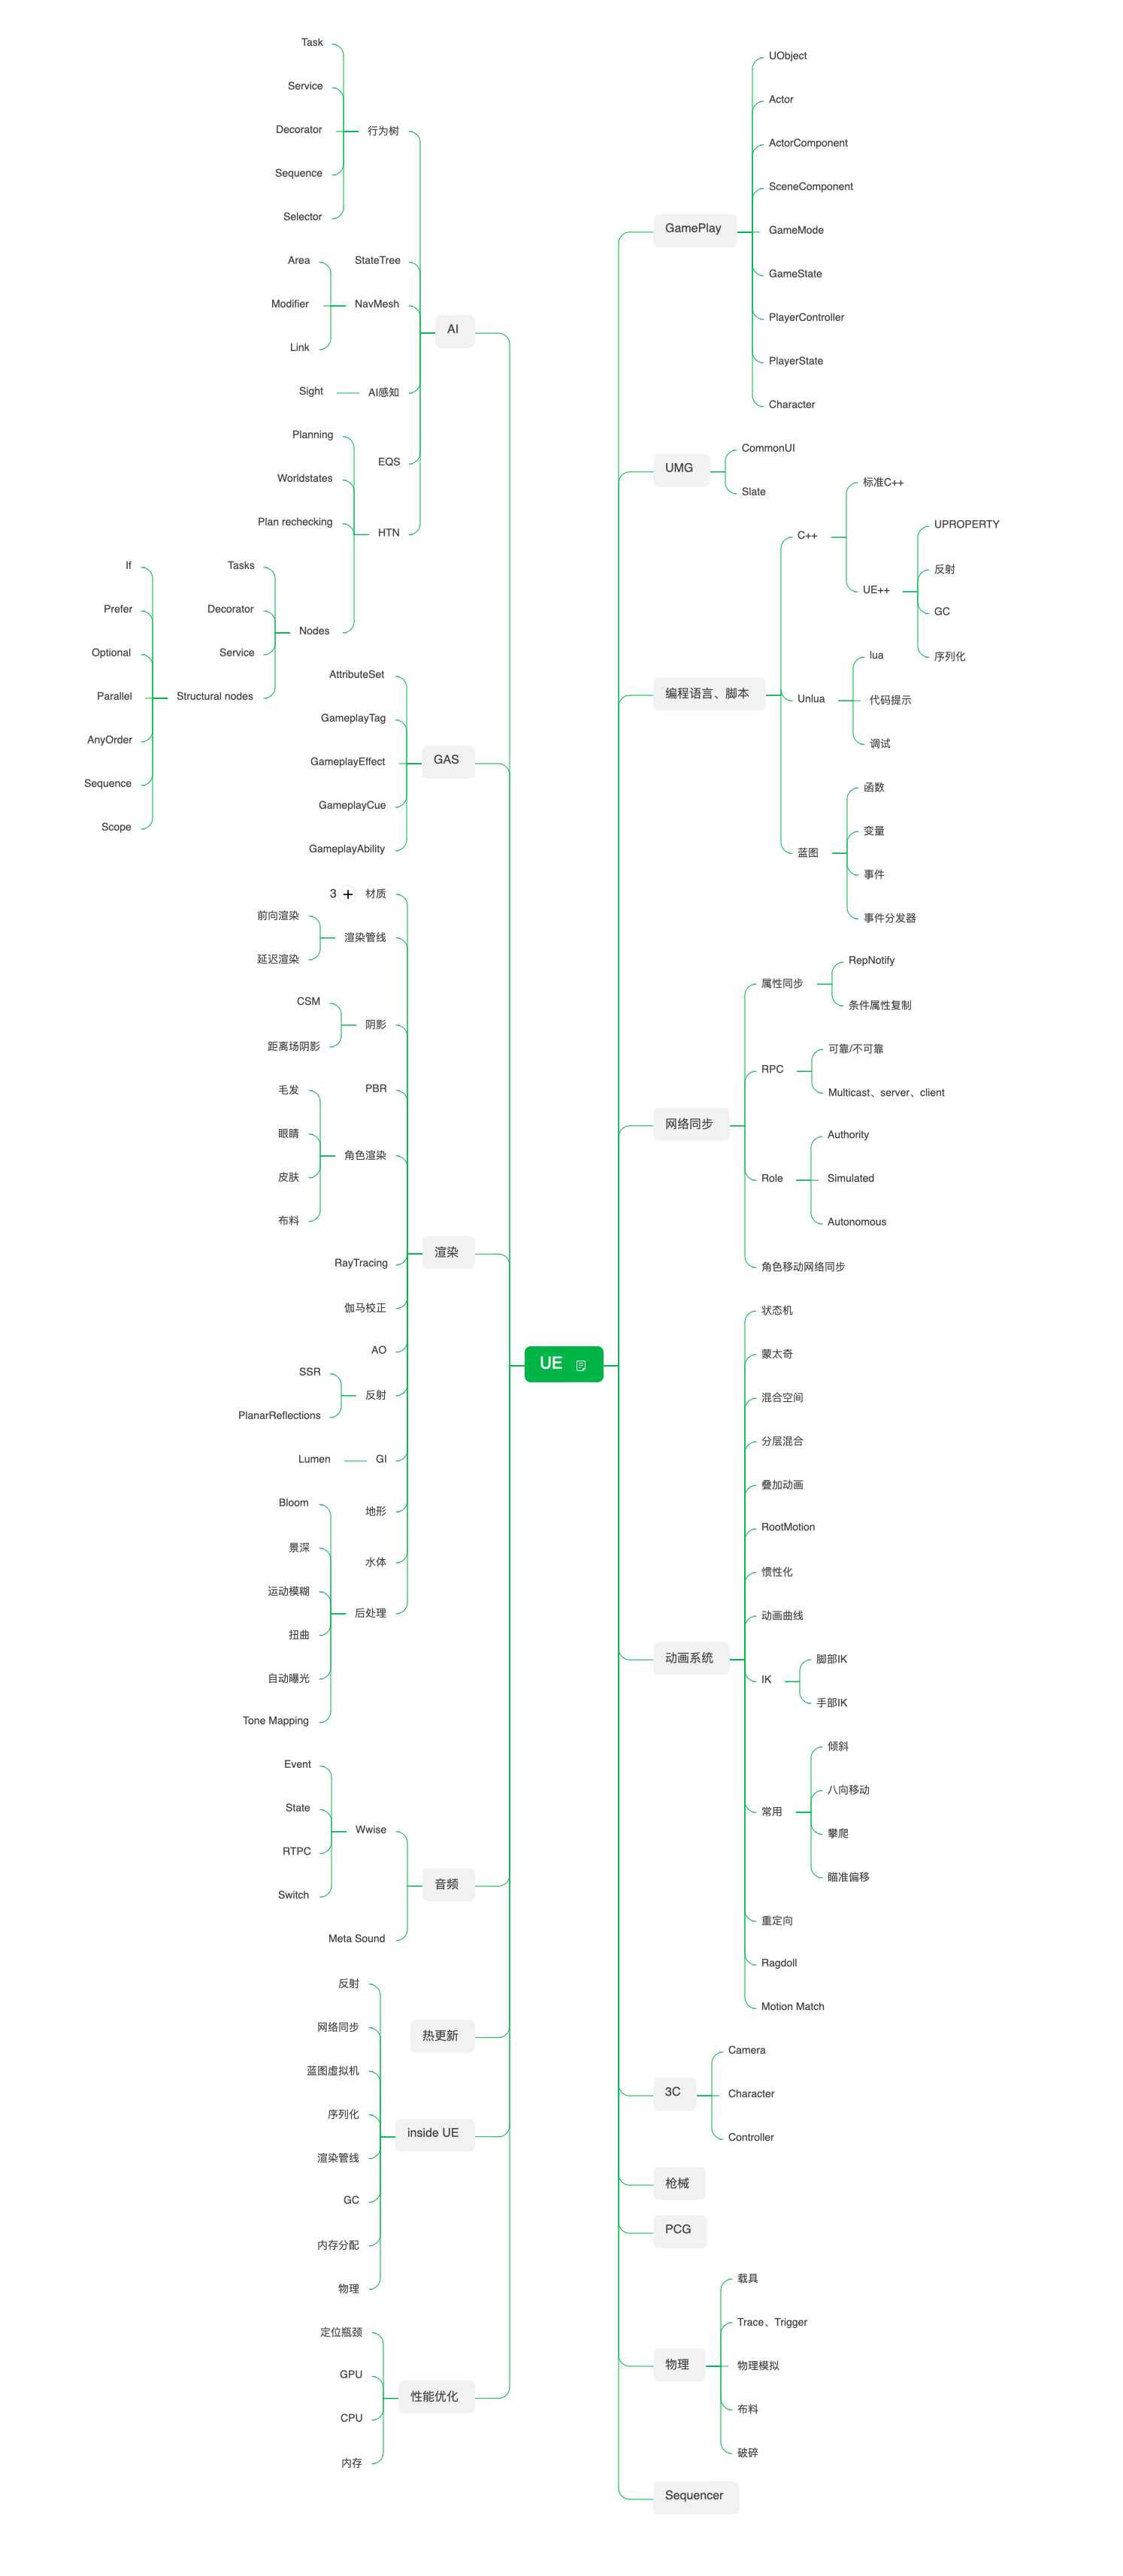 UE
GamePlay
UObject
Actor
ActorComponent
SceneComponent
GameMode
GameState
PlayerController
PlayerState
Character
UMG
CommonUI
Slate
编程语言、脚本
C++
标准C++
UE++
UPROPERTY
反射
GC
序列化
Unlua
lua
代码提示
调试
蓝图
函数
变量
事件
事件分发器
网络同步
属性同步
RepNotify
条件属性复制
RPC
可靠/不可靠
Multicast、server、client
Role
Authority
Simulated
Autonomous
角色移动网络同步
动画系统
状态机
蒙太奇
混合空间
分层混合
叠加动画
RootMotion
惯性化
动画曲线
IK
脚部IK
手部IK
常用
倾斜
八向移动
攀爬
瞄准偏移
重定向
Ragdoll
Motion Match
3C
Camera
Character
Controller
枪械
PCG
物理
载具
Trace、Trigger
物理模拟
布料
破碎
Sequencer
AI
行为树
Task
Service
Decorator
Sequence
Selector
StateTree
NavMesh
Area
Modifier
Link
AI感知
Sight
EQS
HTN
Planning
Worldstates
Plan rechecking
Nodes
Tasks
Decorator
Service
Structural nodes
If
Prefer
Optional
Parallel
AnyOrder
Sequence
Scope
GAS
AttributeSet
GameplayTag
GameplayEffect
GameplayCue
GameplayAbility
渲染
材质
3
渲染管线
前向渲染
延迟渲染
阴影
CSM
距离场阴影
PBR
角色渲染
毛发
眼睛
皮肤
布料
RayTracing
伽马校正
AO
反射
SSR
PlanarReflections
GI
Lumen
地形
水体
后处理
Bloom
景深
运动模糊
扭曲
自动曝光
Tone Mapping
音频
Wwise
Event
State
RTPC
Switch
Meta Sound
热更新
inside UE
反射
网络同步
蓝图虚拟机
序列化
渲染管线
GC
内存分配
物理
性能优化
定位瓶颈
GPU
CPU
内存